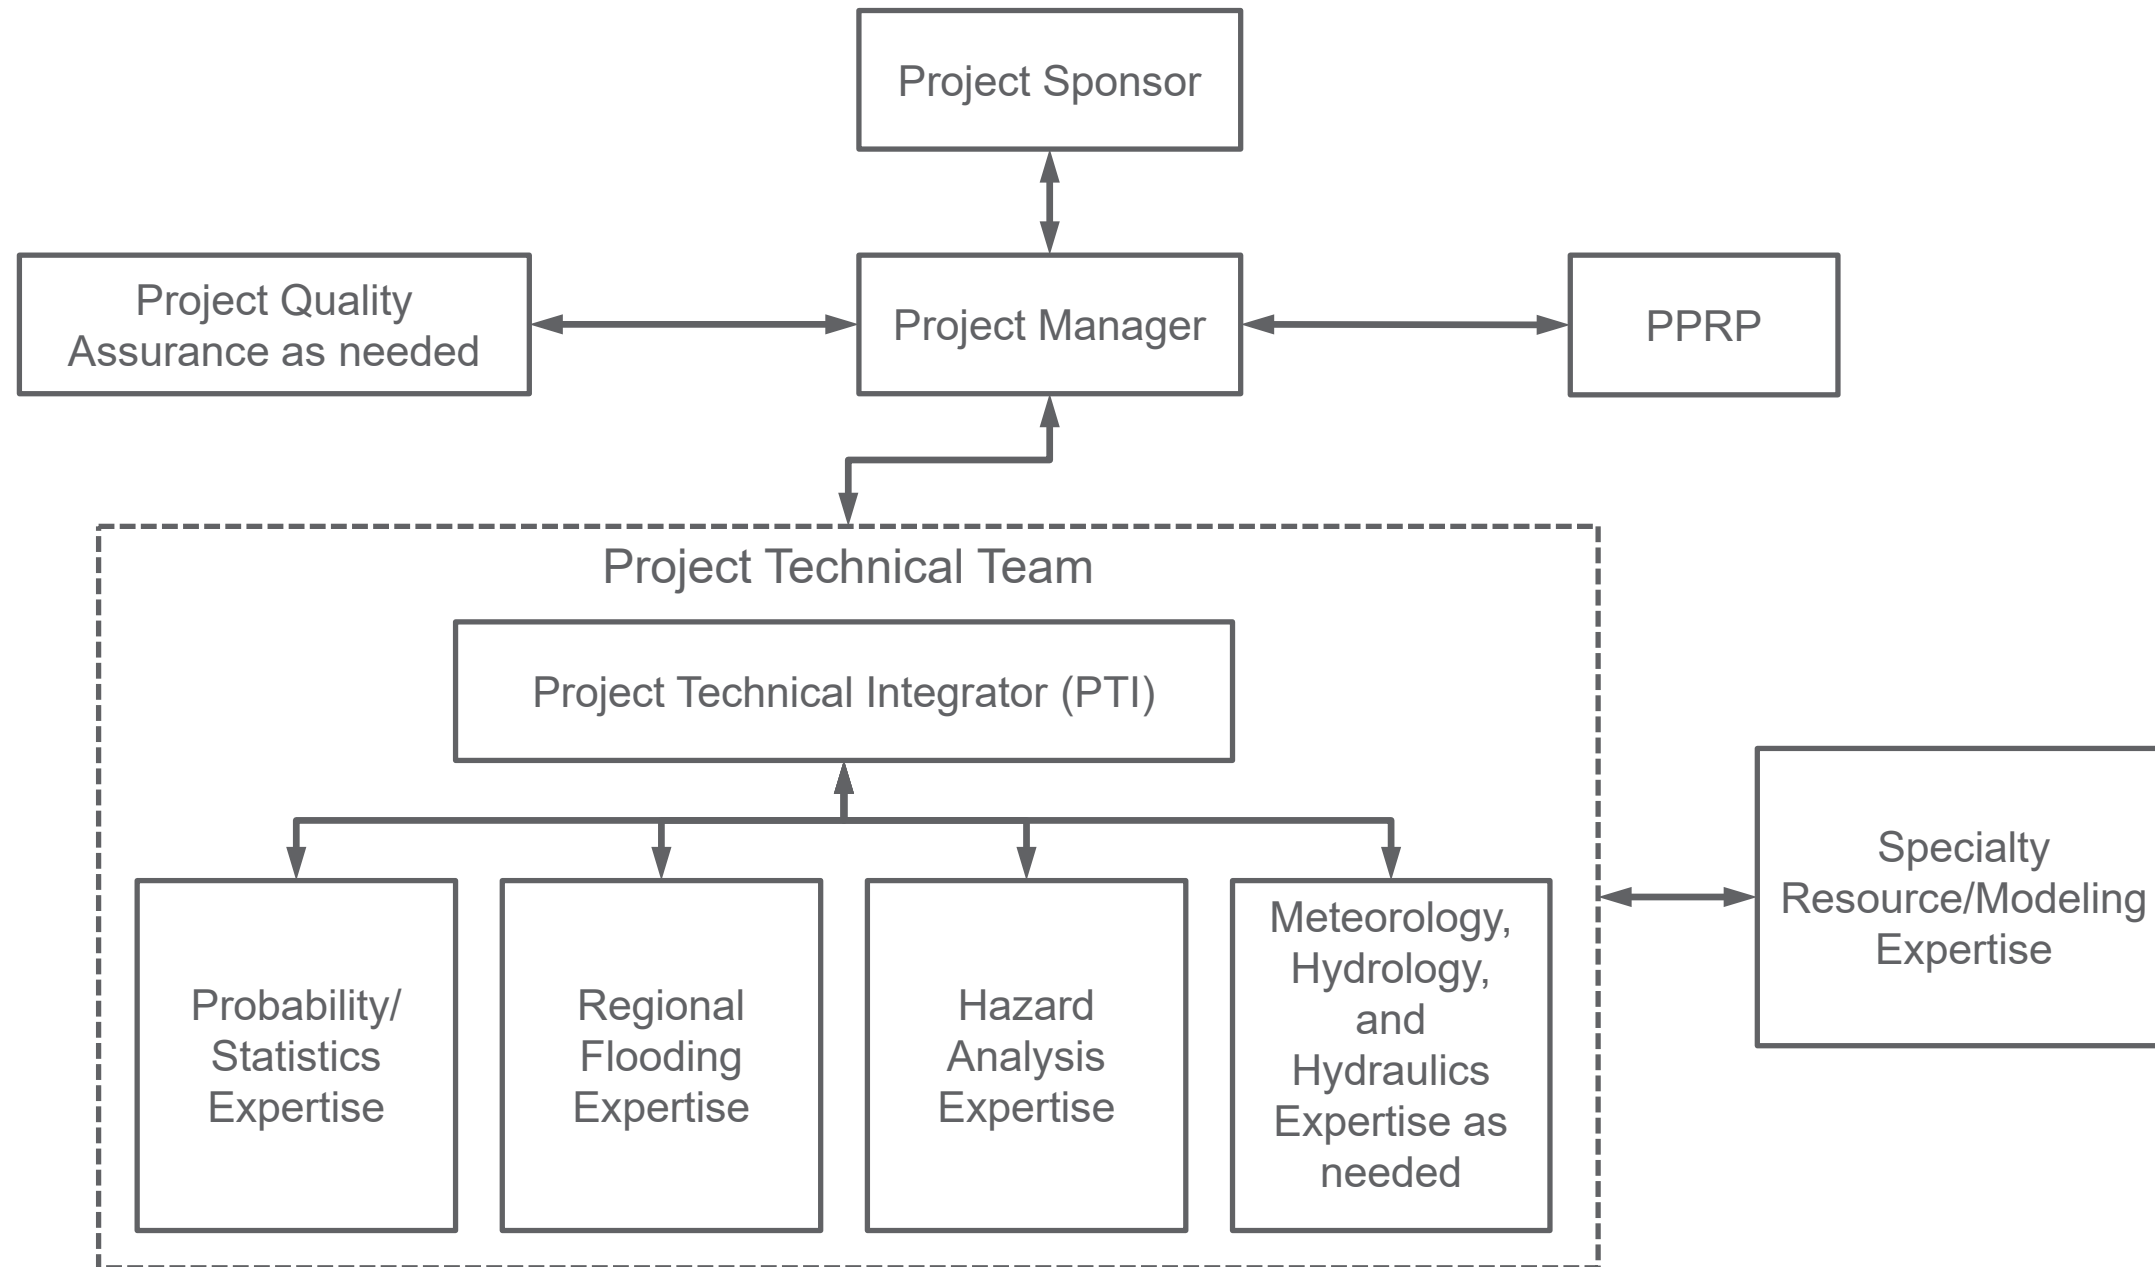 Project Sponsor
Project Quality
Assurance as needed
Project Manager
PPRP
Project Technical Team
Project Technical Integrator (PTI)
Probability/
Statistics
Expertise
Regional
Flooding
Expertise
Hazard
Analysis
Expertise
Meteorology,
Hydrology,
and
Hydraulics
Expertise as
needed
Specialty
Resource/Modeling
Expertise